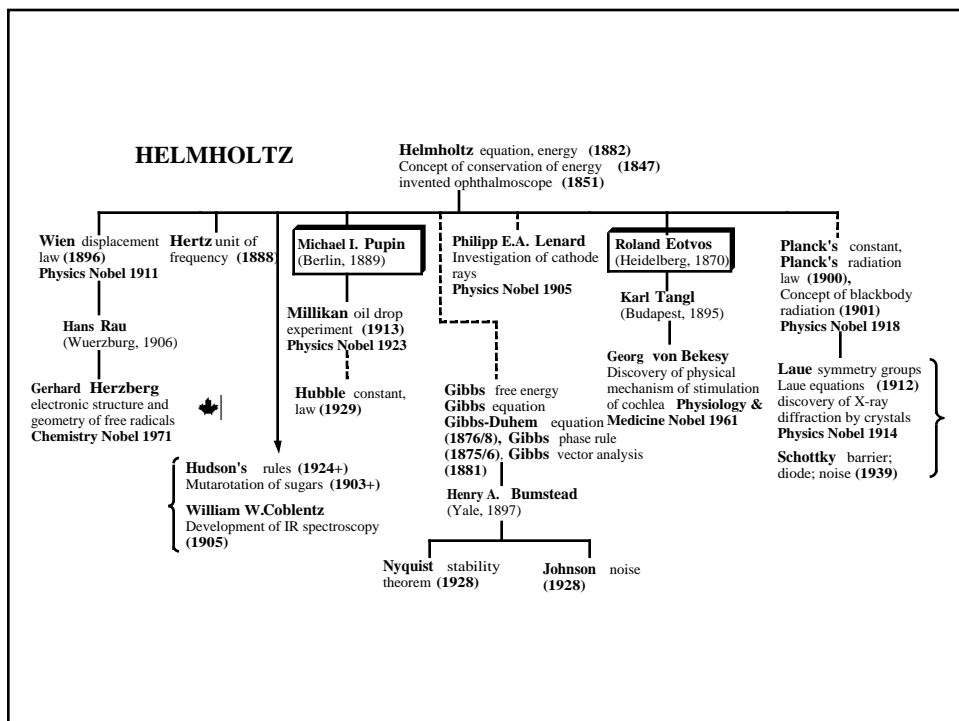 HELMHOLTZ
Helmholtz equation, energy (1882)
Concept of conservation of energy (1847)
invented ophthalmoscope (1851)
Wien displacement
law (1896)
Physics Nobel 1911
Hans Rau
(Wuerzburg, 1906)
Gerhard Herzberg
electronic structure and
geometry of free radicals
Chemistry Nobel 1971
Hertz unit of
frequency (1888)
Hudson's rules (1924+)
Mutarotation of sugars (1903+)
William W.Coblentz
Development of IR spectroscopy
(1905)
Michael I. Pupin
(Berlin, 1889)
Millikan oil drop
experiment (1913)
Physics Nobel 1923
Hubble constant,
law (1929)
Philipp E.A. Lenard
Investigation of cathode
rays
Physics Nobel 1905
Gibbs free energy
Gibbs equation
Gibbs-Duhem equation
(1876/8), Gibbs phase rule
(1875/6), Gibbs vector analysis
(1881)
Henry A. Bumstead
(Yale, 1897)
Nyquist stability
theorem (1928)
Johnson noise
(1928)
Roland Eotvos
(Heidelberg, 1870)
Karl Tangl
(Budapest, 1895)
Georg von Bekesy
Discovery of physical
mechanism of stimulation
of cochlea Physiology &
Medicine Nobel 1961
Planck's constant,
Planck's radiation
law (1900),
Concept of blackbody
radiation (1901)
Physics Nobel 1918
Laue symmetry groups
Laue equations (1912)
discovery of X-ray
diffraction by crystals
Physics Nobel 1914
Schottky barrier;
diode; noise (1939)